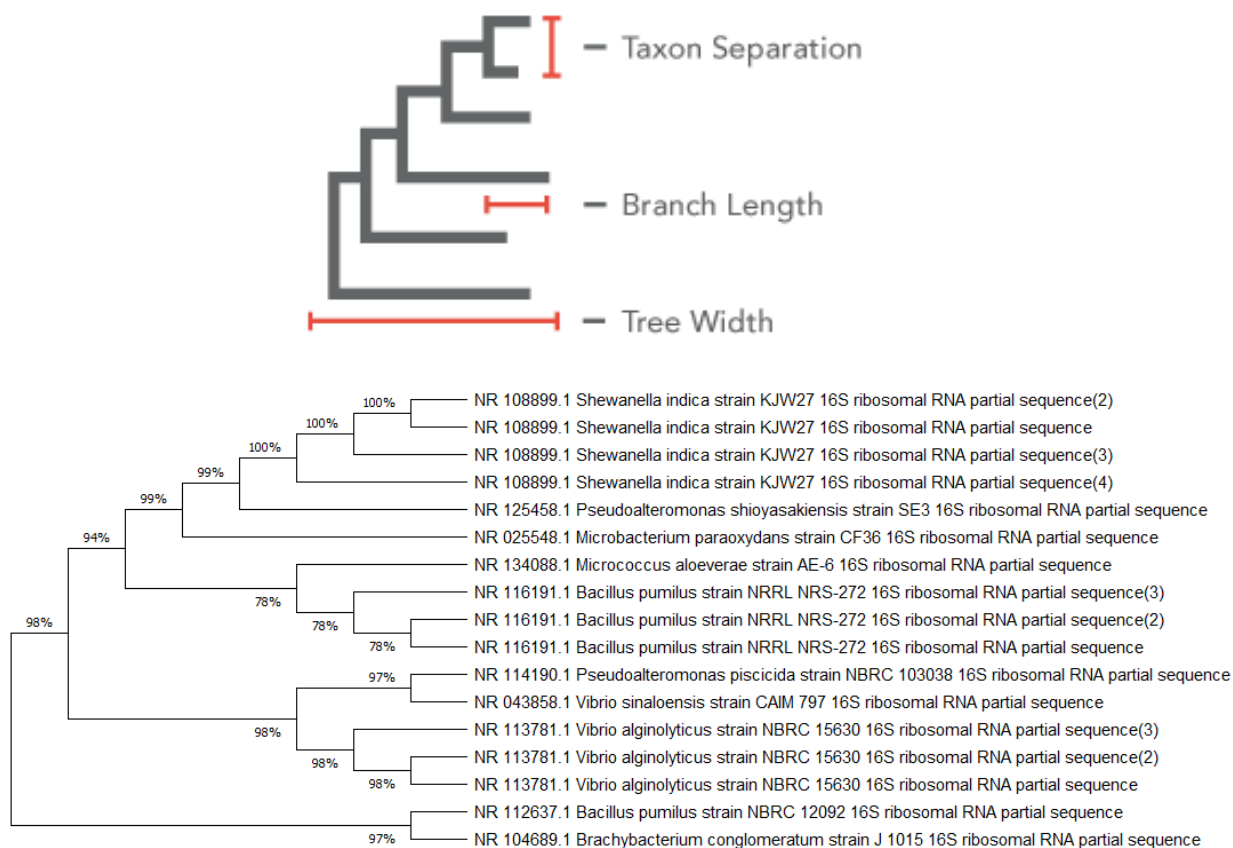 Taxon Separation
Branch Length
Tree Width
100% NR 108899.1 Shewanella indica strain KJW27 16S ribosomal RNA partial sequence(2)
100% NR 108899.1 Shewanella indica strain KJW27 16S ribosomal RNA partial sequence
100% NR 108899.1 Shewanella indica strain KJW27 16S ribosomal RNA partial sequence(3)
99% NR 108899.1 Shewanella indica strain KJW27 16S ribosomal RNA partial sequence(4)
99% NR 125458.1 Pseudoalteromonas shioyasakiensis strain SE3 16S ribosomal RNA partial sequence
94% NR 025548.1 Microbacterium paraoxydans strain CF36 16S ribosomal RNA partial sequence
NR 134088.1 Micrococcus aloeverae strain AE-6 16S ribosomal RNA partial sequence
78% NR 116191.1 Bacillus pumilus strain NRRL NRS-272 16S ribosomal RNA partial sequence(3)
98% 78% NR 116191.1 Bacillus pumilus strain NRRL NRS-272 16S ribosomal RNA partial sequence(2)
78% NR 116191.1 Bacillus pumilus strain NRRL NRS-272 16S ribosomal RNA partial sequence
97% NR 114190.1 Pseudoalteromonas piscicida strain NBRC 103038 16S ribosomal RNA partial sequence
NR 043858.1 Vibrio sinaloensis strain CAIM 797 16S ribosomal RNA partial sequence
98% NR 113781.1 Vibrio alginolyticus strain NBRC 15630 16S ribosomal RNA partial sequence(3)
98% NR 113781.1 Vibrio alginolyticus strain NBRC 15630 16S ribosomal RNA partial sequence(2)
98% NR 113781.1 Vibrio alginolyticus strain NBRC 15630 16S ribosomal RNA partial sequence
NR 112637.1 Bacillus pumilus strain NBRC 12092 16S ribosomal RNA partial sequence
97% NR 104689.1 Brachybacterium conglomeratum strain J 1015 16S ribosomal RNA partial sequence